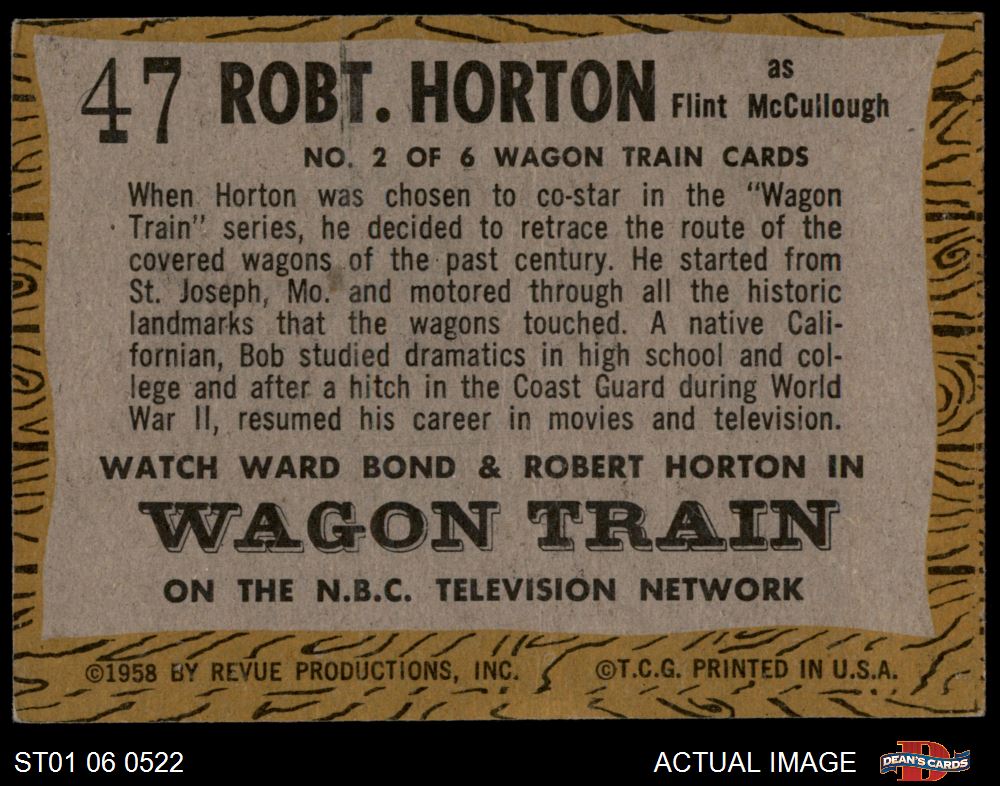 47 ROBT. HORTON as Flint McCullough
NO. 2 OF 6 WAGON TRAIN CARDS
When Horton was chosen to co-star in the "Wagon
Train" series, he decided to retrace the route of the
covered wagons of the past century. He started from
St. Joseph, Mo. and motored through all the historic
landmarks that the wagons touched. A native Cali-
fornian, Bob studied dramatics in high school and col-
lege and after a hitch in the Coast Guard during World
War II, resumed his career in movies and television.
WATCH WARD BOND & ROBERT HORTON IN
WAGON TRAIN
ON THE N.B.C. TELEVISION NETWORK
©1958 BY REVUE PRODUCTIONS, INC. ©T.C.G. PRINTED IN U.S.A.
ST01 06 0522 ACTUAL IMAGE D DEAN'S CARDS